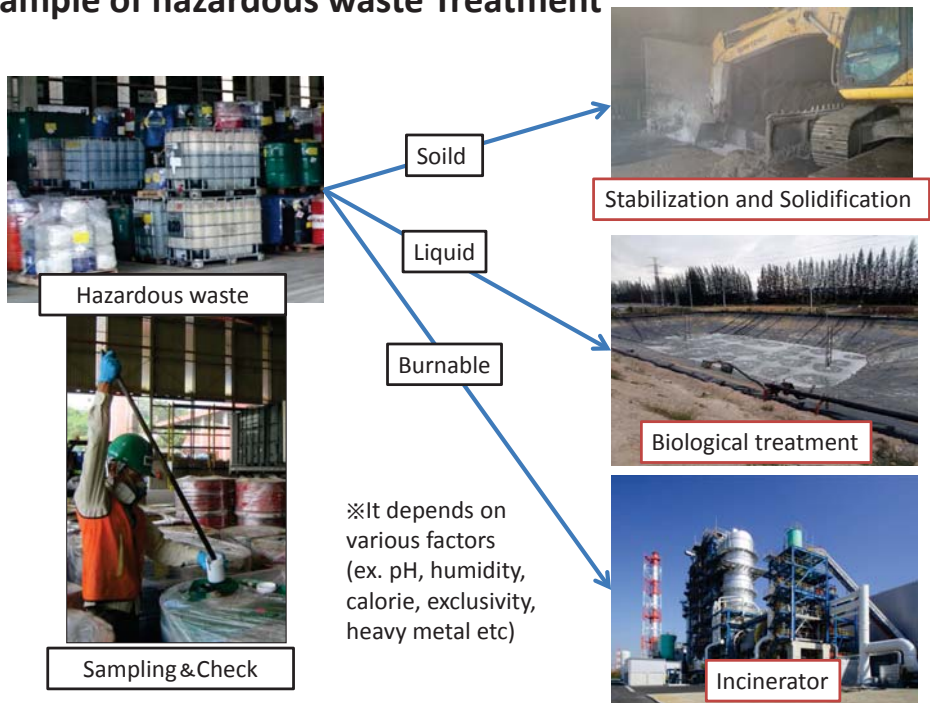 ample of hazardous waste Treatment
Soild
Stabilization and Solidification
Hazardous waste
Liquid
Burnable
Biological treatment
※It depends on
various factors
(ex. pH, humidity,
calorie, exclusivity,
heavy metal etc)
Sampling&Check
Incinerator